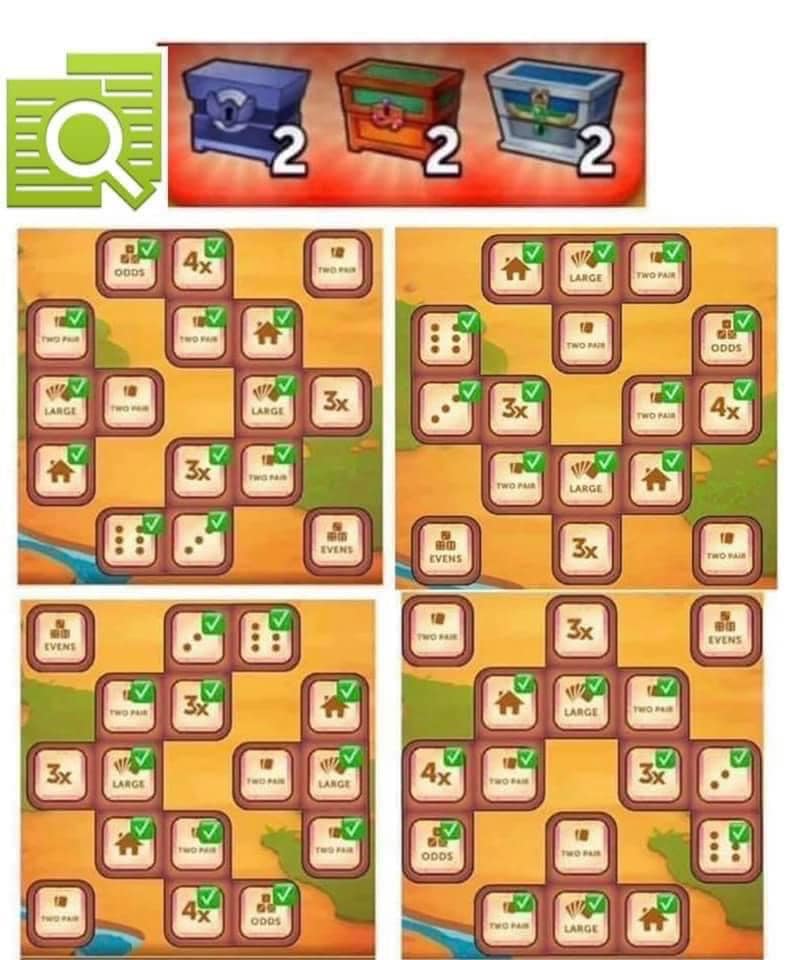 2 2 2
ODDS 4x TWO PAIR
TWO PAIR TWO PAIR
LARGE TWO PAIR LARGE 3x
3x TWO PAIR
EVENS
LARGE TWO PAIR
TWO PAIR ODDS
3x TWO PAIR 4x
TWO PAIR LARGE
EVENS 3x TWO PAIR
EVENS
TWO PAIR 3x
3x LARGE TWO PAIR LARGE
TWO PAIR TWO PAIR
TWO PAIR 4x ODDS
TWO PAIR 3x EVENS
LARGE TWO PAIR
4x TWO PAIR 3x
ODDS TWO PAIR
TWO PAIR LARGE